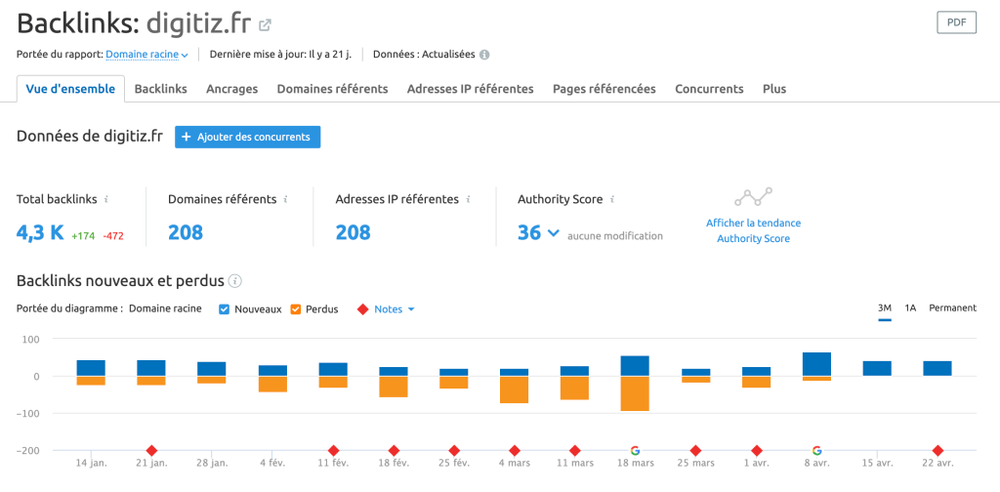 Backlinks: digitiz.fr
PDF
Portée du rapport: Domaine racine Dernière mise à jour: Il y a 21 j. Données : Actualisées i
Vue d'ensemble Backlinks Ancrages Domaines référents Adresses IP référentes Pages référencées Concurrents Plus
Données de digitiz.fr + Ajouter des concurrents
Total backlinks i Domaines référents i Adresses IP référentes i Authority Score i
4,3 K +174 -472 208 208 36 aucune modification
Afficher la tendance
Authority Score
Backlinks nouveaux et perdus i
Portée du diagramme : Domaine racine Nouveaux Perdus Notes 3M 1A Permanent
100
0
−100
−200
G G
14 jan. 21 jan. 28 jan. 4 fév. 11 fév. 18 fév. 25 fév. 4 mars 11 mars 18 mars 25 mars 1 avr. 8 avr. 15 avr. 22 avr.